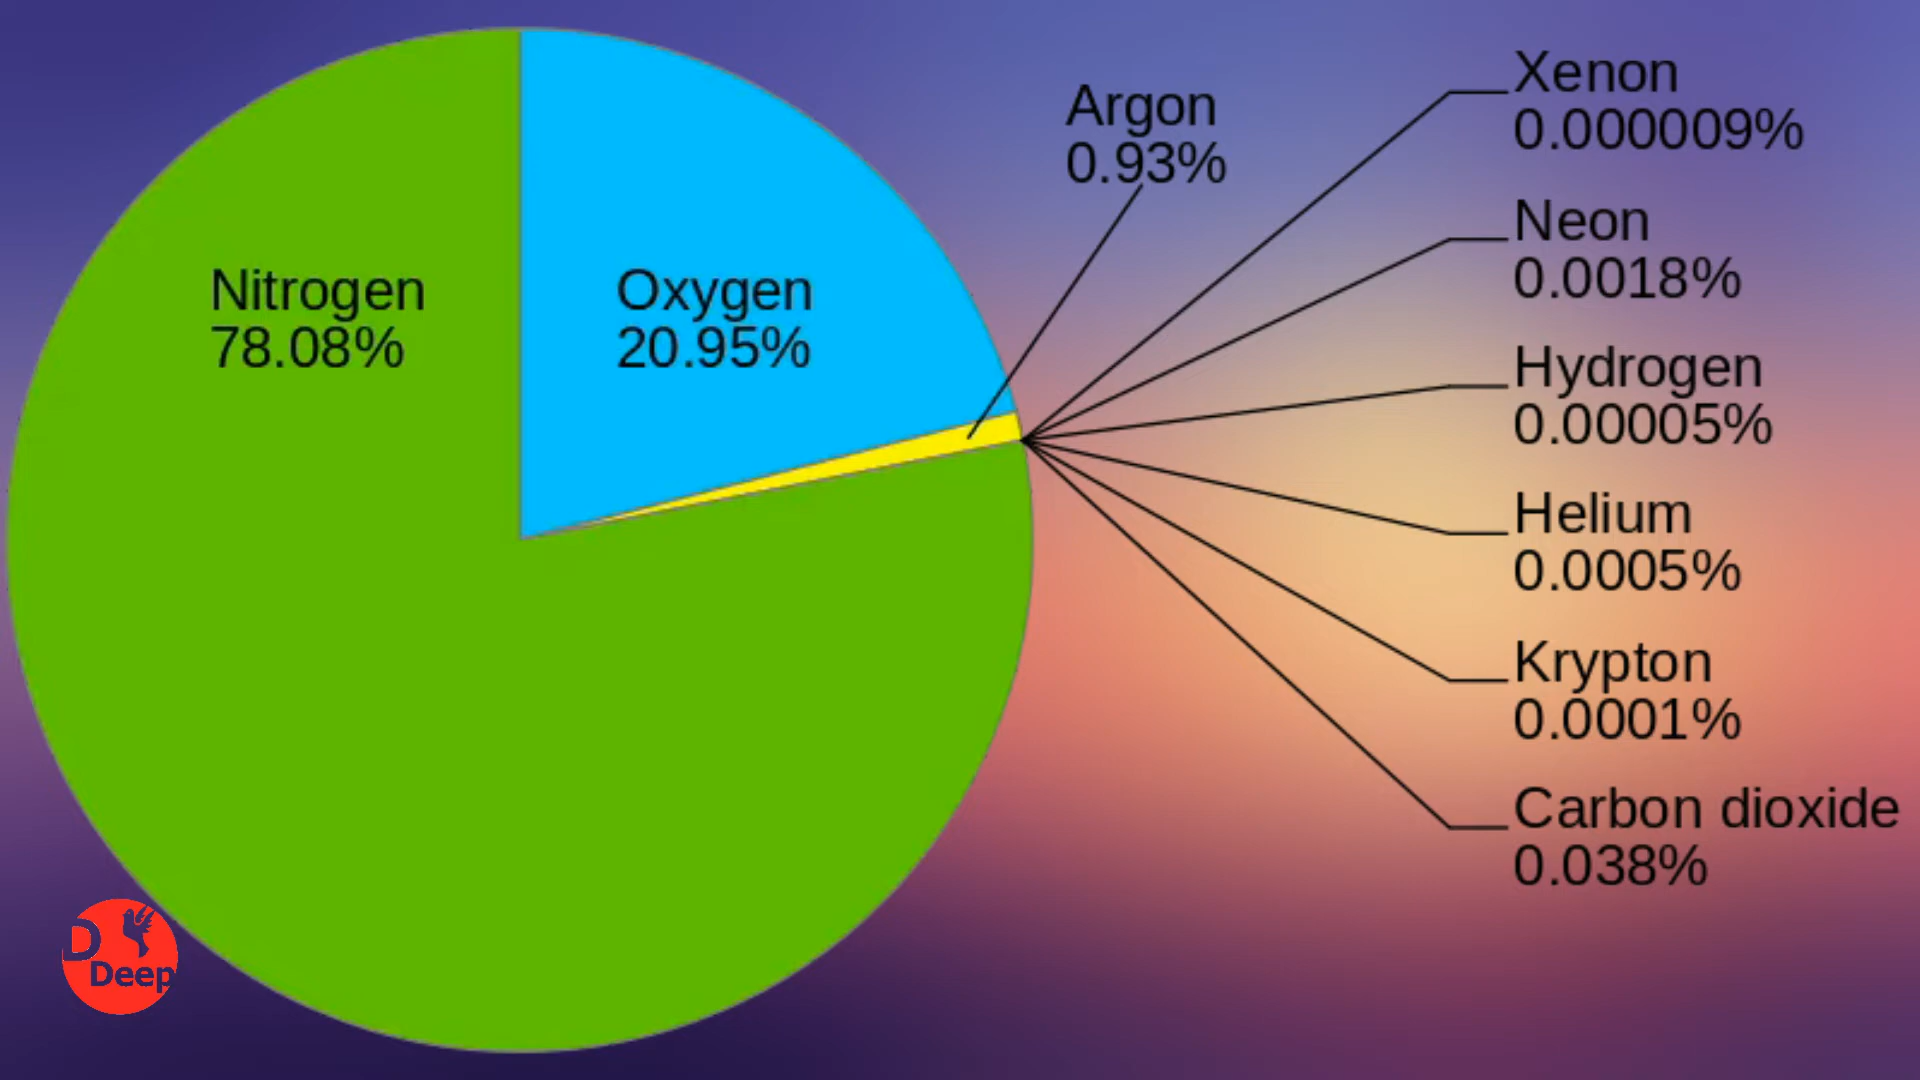 Nitrogen
78.08%
Oxygen
20.95%
Argon
0.93%
Xenon
0.000009%
Neon
0.0018%
Hydrogen
0.00005%
Helium
0.0005%
Krypton
0.0001%
Carbon dioxide
0.038%
D
Deep